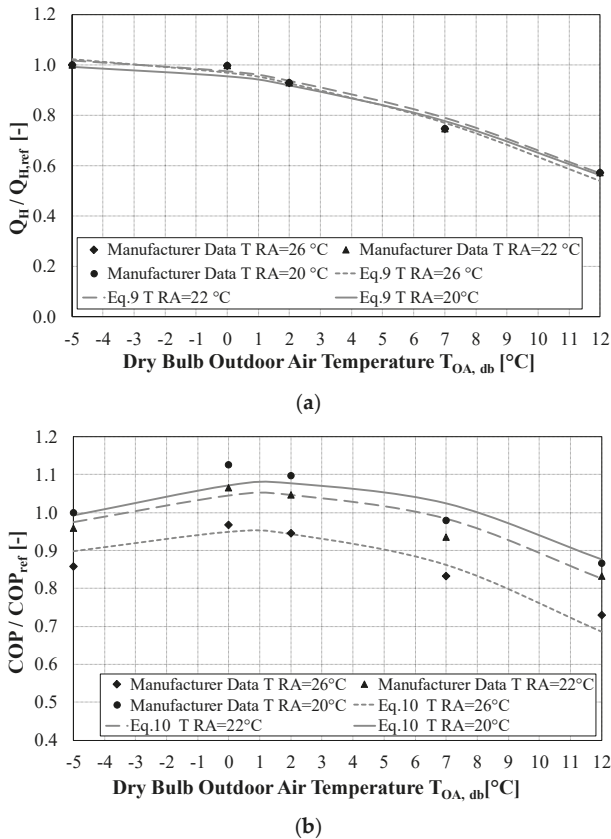 (a)
Q_H / Q_H,ref [-]
1.2
1.0
0.8
0.6
0.4
0.2
0.0
Manufacturer Data T RA=26 °C
Manufacturer Data T RA=22 °C
Manufacturer Data T RA=20 °C
Eq.9 T RA=26 °C
Eq.9 T RA=22 °C
Eq.9 T RA=20°C
-5 -4 -3 -2 -1 0 1 2 3 4 5 6 7 8 9 10 11 12
Dry Bulb Outdoor Air Temperature T_OA, db [°C]
(a)
COP / COP_ref [-]
1.2
1.1
1.0
0.9
0.8
0.7
0.6
0.5
0.4
Manufacturer Data T RA=26°C
Manufacturer Data T RA=22°C
Manufacturer Data T RA=20°C
Eq.10 T RA=26°C
Eq.10 T RA=22°C
Eq.10 T RA=20°C
-5 -4 -3 -2 -1 0 1 2 3 4 5 6 7 8 9 10 11 12
Dry Bulb Outdoor Air Temperature T_OA, db[°C]
(b)